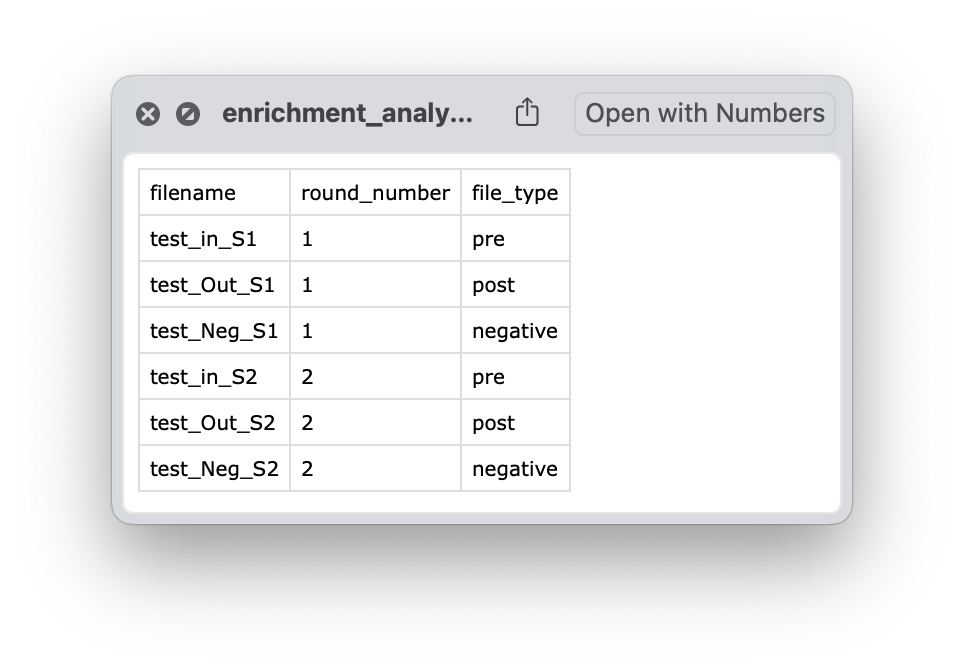 enrichment_analy... Open with Numbers
filename round_number file_type
test_in_S1 1 pre
test_Out_S1 1 post
test_Neg_S1 1 negative
test_in_S2 2 pre
test_Out_S2 2 post
test_Neg_S2 2 negative